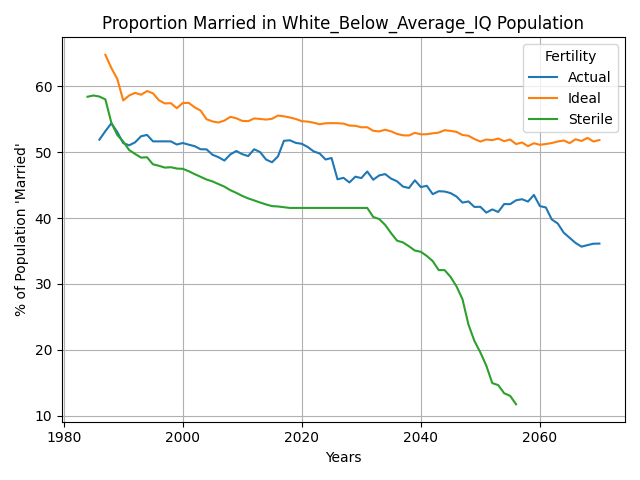 Proportion Married in White_Below_Average_IQ Population
Fertility
Actual
Ideal
Sterile
% of Population 'Married'
60
50
40
30
20
10
1980 2000 2020 2040 2060
Years